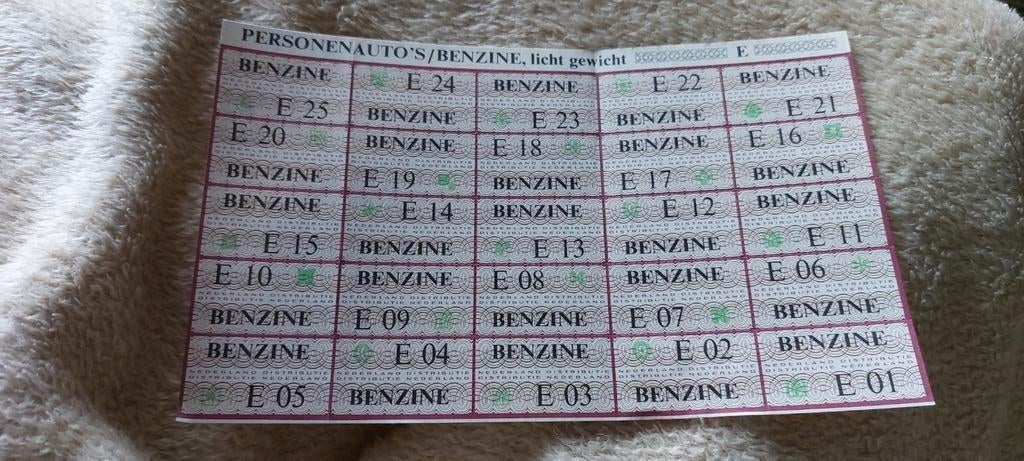 PERSONENAUTO'S/BENZINE, licht gewicht E
BENZINE E 24 BENZINE E 22 BENZINE
E 25 BENZINE E 23 BENZINE E 21
E 20 BENZINE E 18 BENZINE E 16
BENZINE E 19 BENZINE E 17 BENZINE
BENZINE E 14 BENZINE E 12 BENZINE
E 15 BENZINE E 13 BENZINE E 11
E 10 BENZINE E 08 BENZINE E 06
BENZINE E 09 BENZINE E 07 BENZINE
BENZINE E 04 BENZINE E 02 BENZINE
E 05 BENZINE E 03 BENZINE E 01